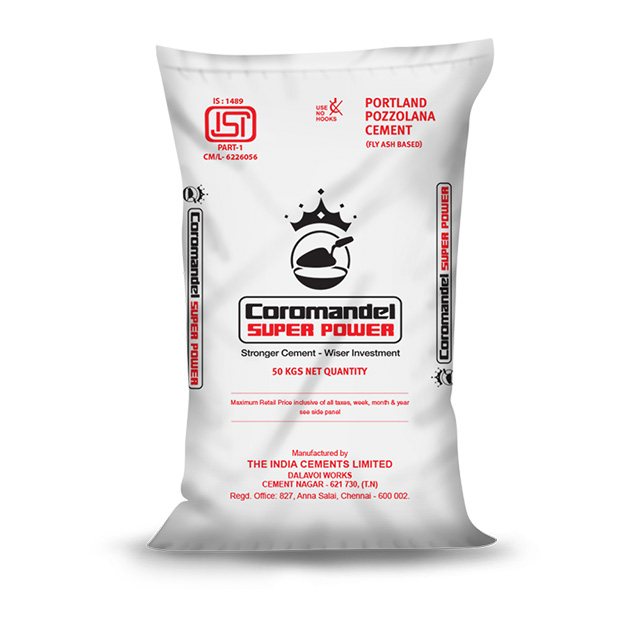 IS : 1489
ISI
PART-1
CM/L- 6226056
USE
NO
HOOKS
PORTLAND
POZZOLANA
CEMENT
(FLY ASH BASED)
Coromandel SUPER POWER
Coromandel SUPER POWER
Coromandel
SUPER POWER
Stronger Cement - Wiser Investment
50 KGS NET QUANTITY
Maximum Retail Price inclusive of all taxes, week, month & year
see side panel
Manufactured by
THE INDIA CEMENTS LIMITED
DALAVOI WORKS
CEMENT NAGAR - 621 730, (T.N)
Regd. Office: 827, Anna Salai, Chennai - 600 002.